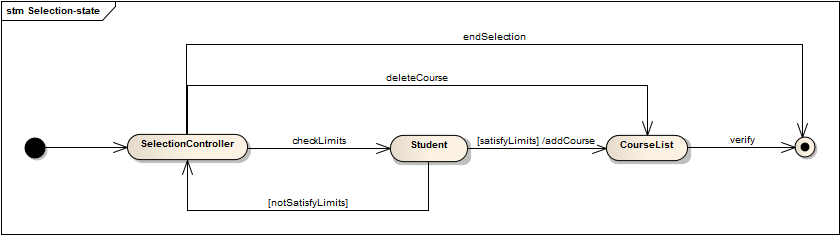 stm Selection-state
endSelection
deleteCourse
SelectionController
checkLimits
Student
[satisfyLimits] /addCourse
CourseList
verify
[notSatisfyLimits]